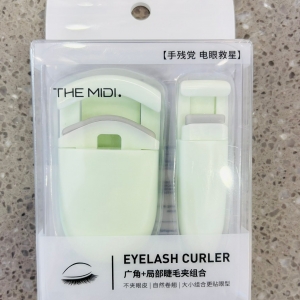 【手残党 电眼救星】
THE MIDI.
EYELASH CURLER
广角+局部睫毛夹组合
不夹眼皮 | 自然卷翘 | 大小组合更贴眼型